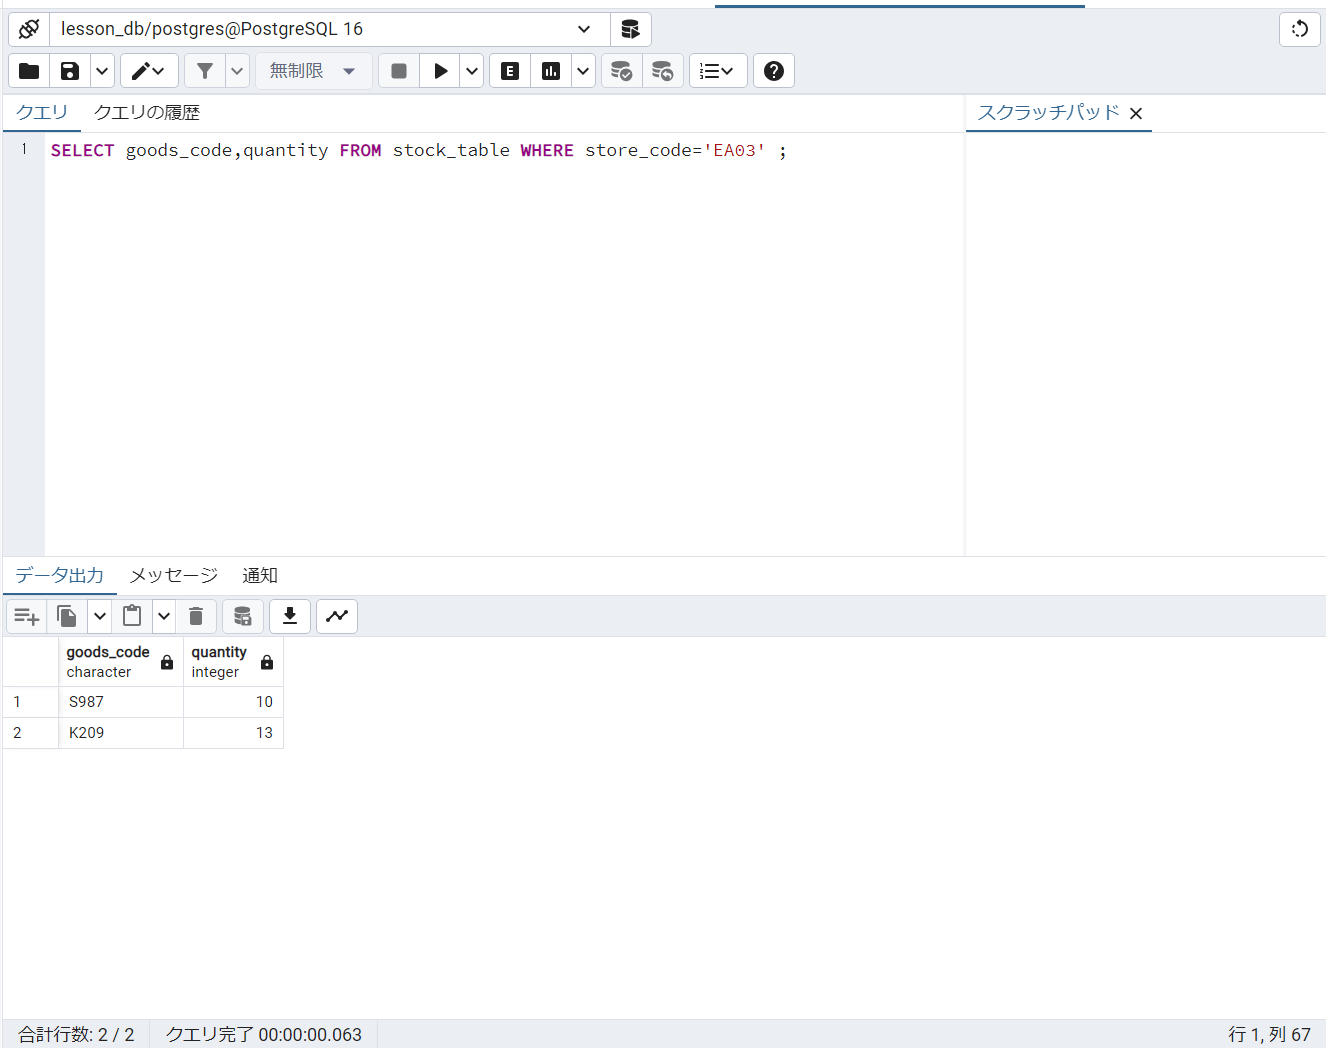 lesson_db/postgres@PostgreSQL 16
無制限
E
クエリ クエリの履歴 スクラッチパッド
1 SELECT goods_code,quantity FROM stock_table WHERE store_code='EA03' ;
データ出力 メッセージ 通知
goods_code quantity
character integer
1 S987 10
2 K209 13
合計行数: 2 / 2 クエリ完了 00:00:00.063 行 1, 列 67